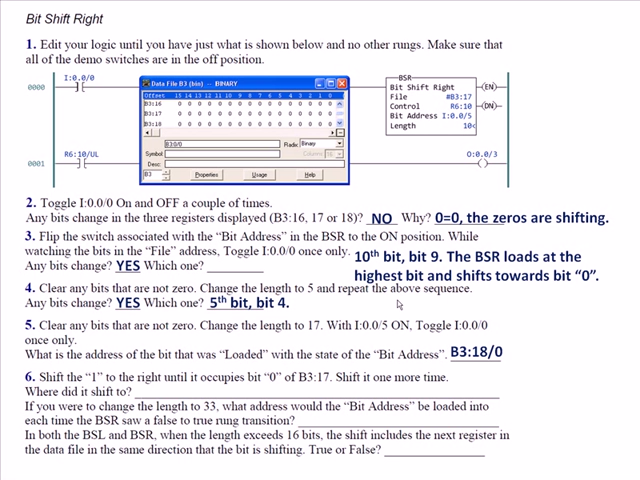 Bit Shift Right
1. Edit your logic until you have just what is shown below and no other rungs. Make sure that
all of the demo switches are in the off position.
I:0.0/0
0000
Data File B3 (bin) -- BINARY
Offset 15 14 13 12 11 10 9 8 7 6 5 4 3 2 1 0
B3:16 0 0 0 0 0 0 0 0 0 0 0 0 0 0 0 0
B3:17 0 0 0 0 0 0 0 0 0 0 0 0 0 0 0 0
B3:18 0 0 0 0 0 0 0 0 0 0 0 0 0 0 0 0
B3:0/0
Radix: Binary
Symbol:
Columns: 16
Desc:
B3
Properties Usage Help
BSR
Bit Shift Right
File #B3:17
Control R6:10
Bit Address I:0.0/5
Length 10<
EN
DN
R6:10/UL
0001
O:0.0/3
2. Toggle I:0.0/0 On and OFF a couple of times.
Any bits change in the three registers displayed (B3:16, 17 or 18)? NO Why? 0=0, the zeros are shifting.
3. Flip the switch associated with the “Bit Address” in the BSR to the ON position. While
watching the bits in the “File” address, Toggle I:0.0/0 once only.
Any bits change? YES Which one? __________
10th bit, bit 9. The BSR loads at the
highest bit and shifts towards bit “0”.
4. Clear any bits that are not zero. Change the length to 5 and repeat the above sequence.
Any bits change? YES Which one? 5th bit, bit 4.
5. Clear any bits that are not zero. Change the length to 17. With I:0.0/5 ON, Toggle I:0.0/0
once only.
What is the address of the bit that was “Loaded” with the state of the “Bit Address”. B3:18/0
6. Shift the “1” to the right until it occupies bit “0” of B3:17. Shift it one more time.
Where did it shift to? __________
If you were to change the length to 33, what address would the “Bit Address” be loaded into
each time the BSR saw a false to true rung transition? __________
In both the BSL and BSR, when the length exceeds 16 bits, the shift includes the next register in
the data file in the same direction that the bit is shifting. True or False? __________